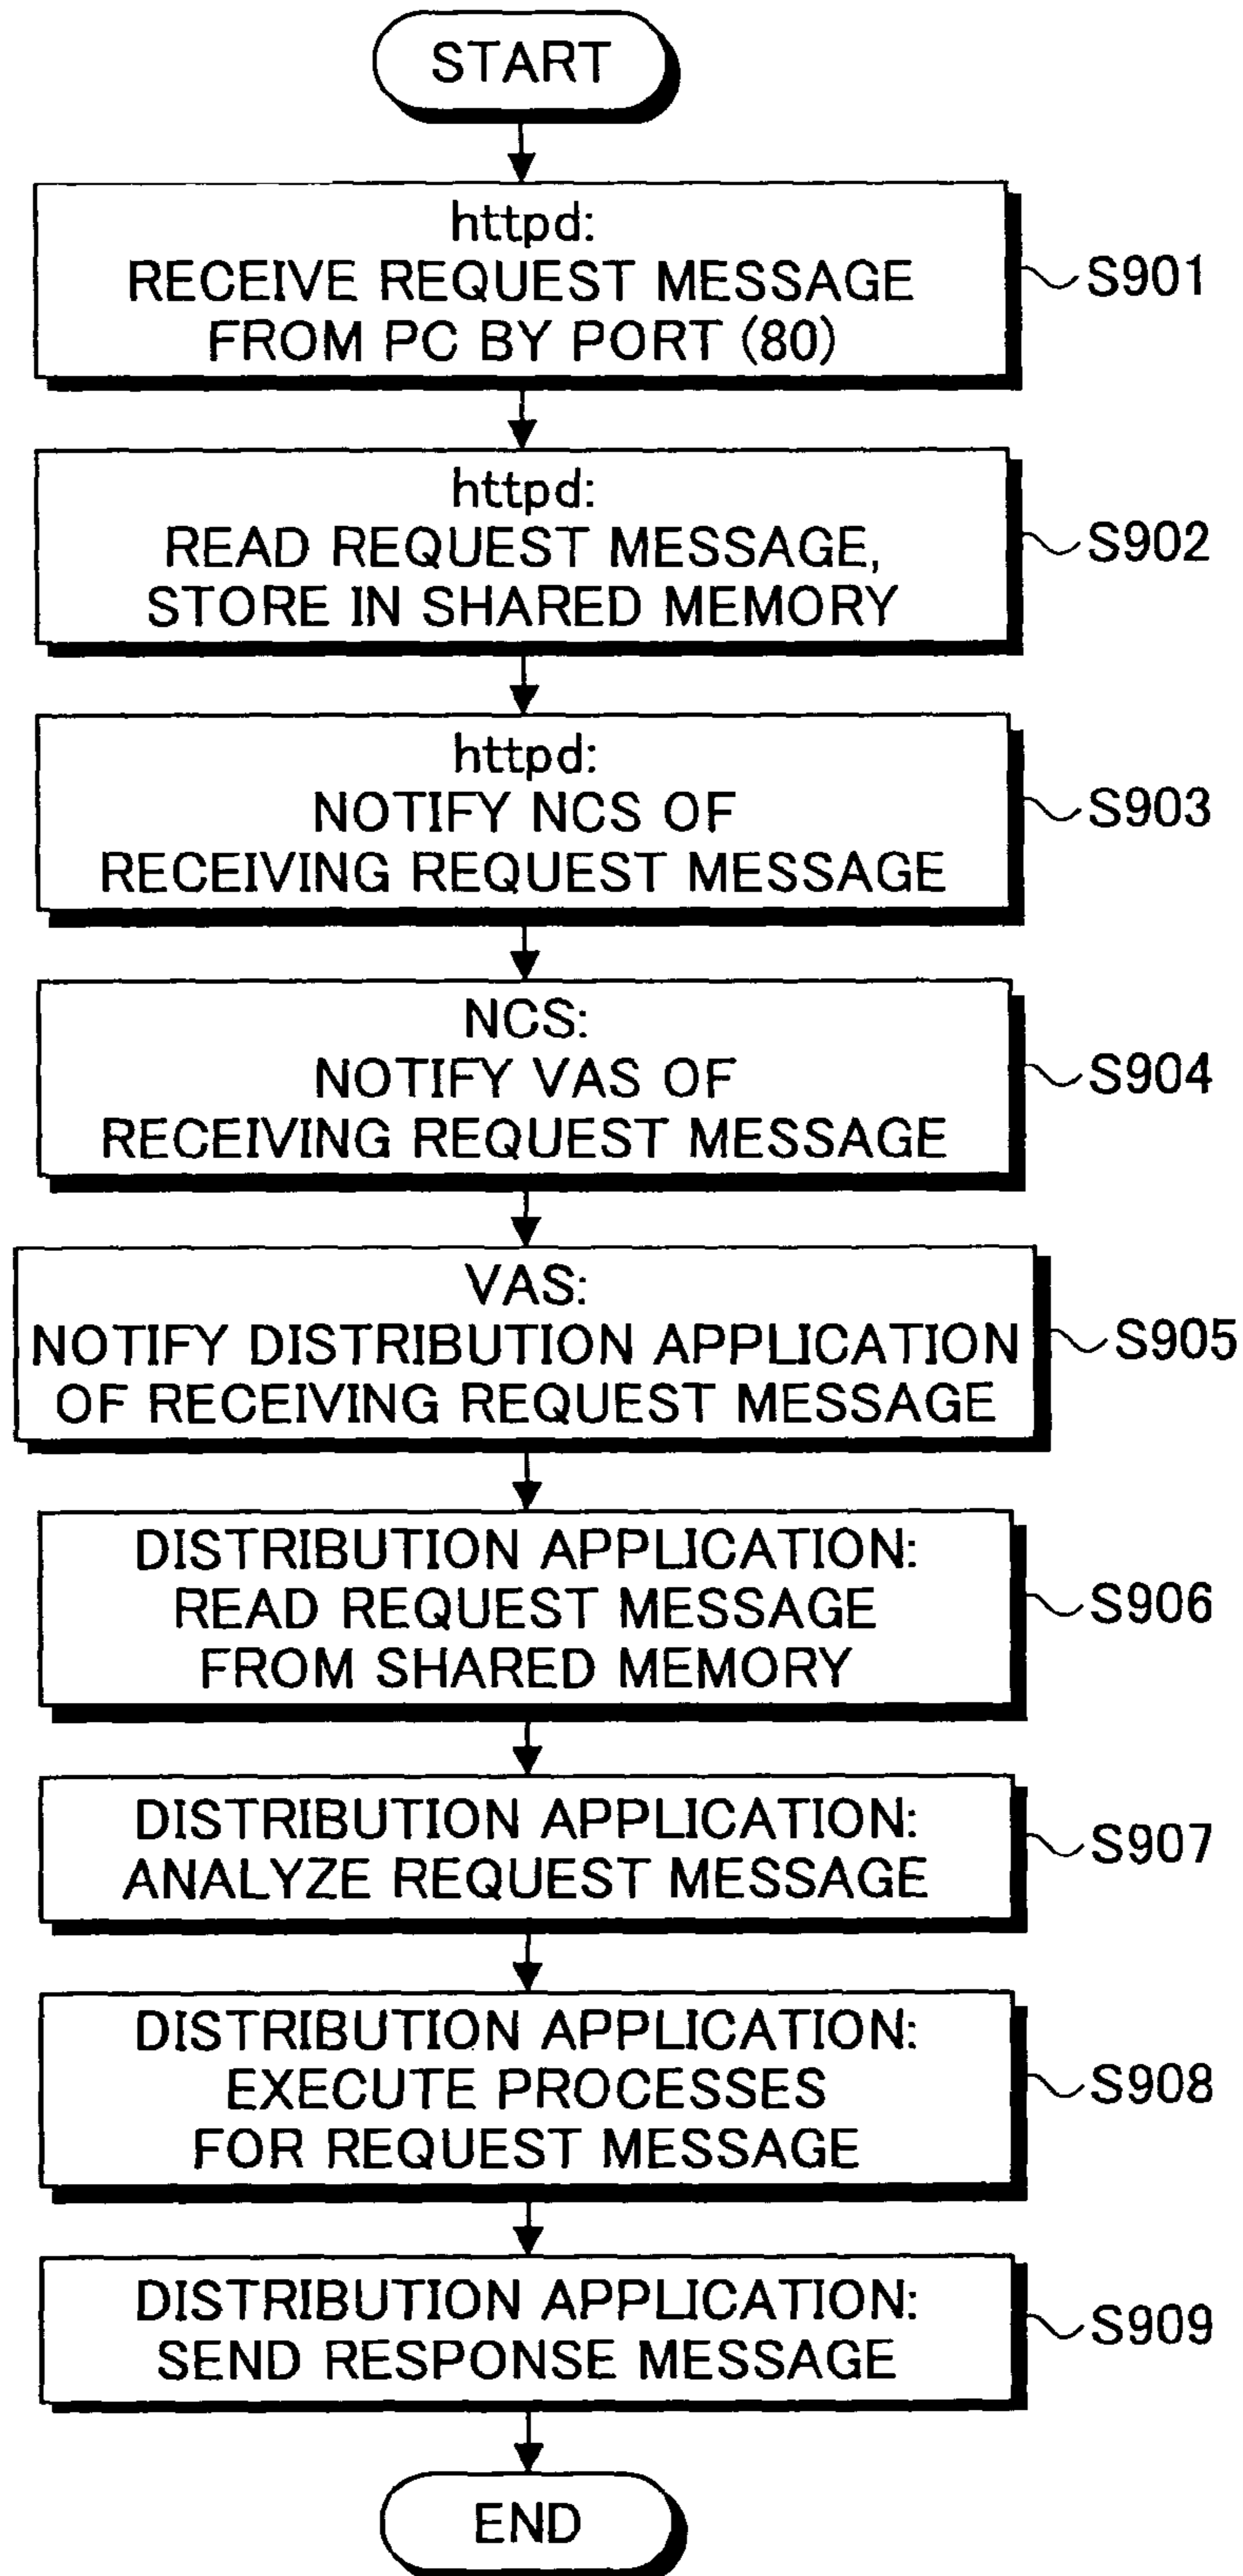 START
httpd:
RECEIVE REQUEST MESSAGE
FROM PC BY PORT (80)
S901
httpd:
READ REQUEST MESSAGE,
STORE IN SHARED MEMORY
S902
httpd:
NOTIFY NCS OF
RECEIVING REQUEST MESSAGE
S903
NCS:
NOTIFY VAS OF
RECEIVING REQUEST MESSAGE
S904
VAS:
NOTIFY DISTRIBUTION APPLICATION
OF RECEIVING REQUEST MESSAGE
S905
DISTRIBUTION APPLICATION:
READ REQUEST MESSAGE
FROM SHARED MEMORY
S906
DISTRIBUTION APPLICATION:
ANALYZE REQUEST MESSAGE
S907
DISTRIBUTION APPLICATION:
EXECUTE PROCESSES
FOR REQUEST MESSAGE
S908
DISTRIBUTION APPLICATION:
SEND RESPONSE MESSAGE
S909
END